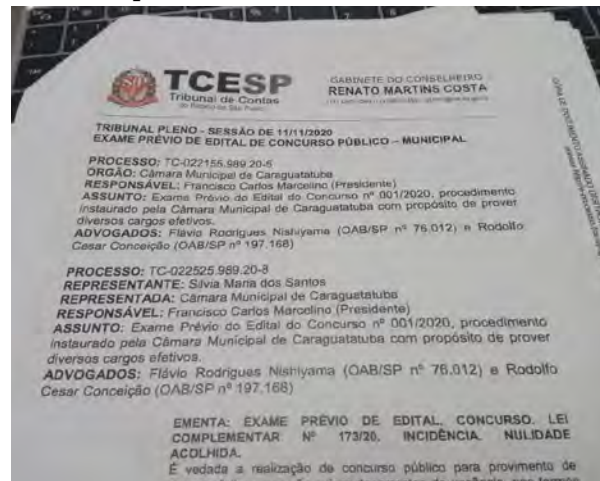 TCESP
Tribunal de Contas
do Estado de São Paulo
GABINETE DO CONSELHEIRO
RENATO MARTINS COSTA
TRIBUNAL PLENO - SESSÃO DE 11/11/2020
EXAME PRÉVIO DE EDITAL DE CONCURSO PÚBLICO – MUNICIPAL
PROCESSO: TC-022155.989.20-6
ORGÃO: Câmara Municipal de Caraguatatuba
RESPONSÁVEL: Francisco Carlos Marcelino (Presidente)
ASSUNTO: Exame Prévio do Edital do Concurso nº 001/2020, procedimento
instaurado pela Câmara Municipal de Caraguatatuba com propósito de prover
diversos cargos efetivos.
ADVOGADOS: Flávio Rodrigues Nishiyama (OAB/SP nº 76.012) e Rodolfo
Cesar Conceição (OAB/SP nº 197.168)
PROCESSO: TC-022525.989.20-8
REPRESENTANTE: Silvia Maria dos Santos
REPRESENTADA: Câmara Municipal de Caraguatatuba
RESPONSÁVEL: Francisco Carlos Marcelino (Presidente)
ASSUNTO: Exame Prévio do Edital do Concurso nº 001/2020, procedimento
instaurado pela Câmara Municipal de Caraguatatuba com propósito de prover
diversos cargos efetivos.
ADVOGADOS: Flávio Rodrigues Nishiyama (OAB/SP nº 76.012) e Rodolfo
Cesar Conceição (OAB/SP nº 197.168)
EMENTA: EXAME PRÉVIO DE EDITAL. CONCURSO. LEI
COMPLEMENTAR Nº 173/20. INCIDÊNCIA. NULIDADE
ACOLHIDA.
É vedada a realização de concurso público para provimento de